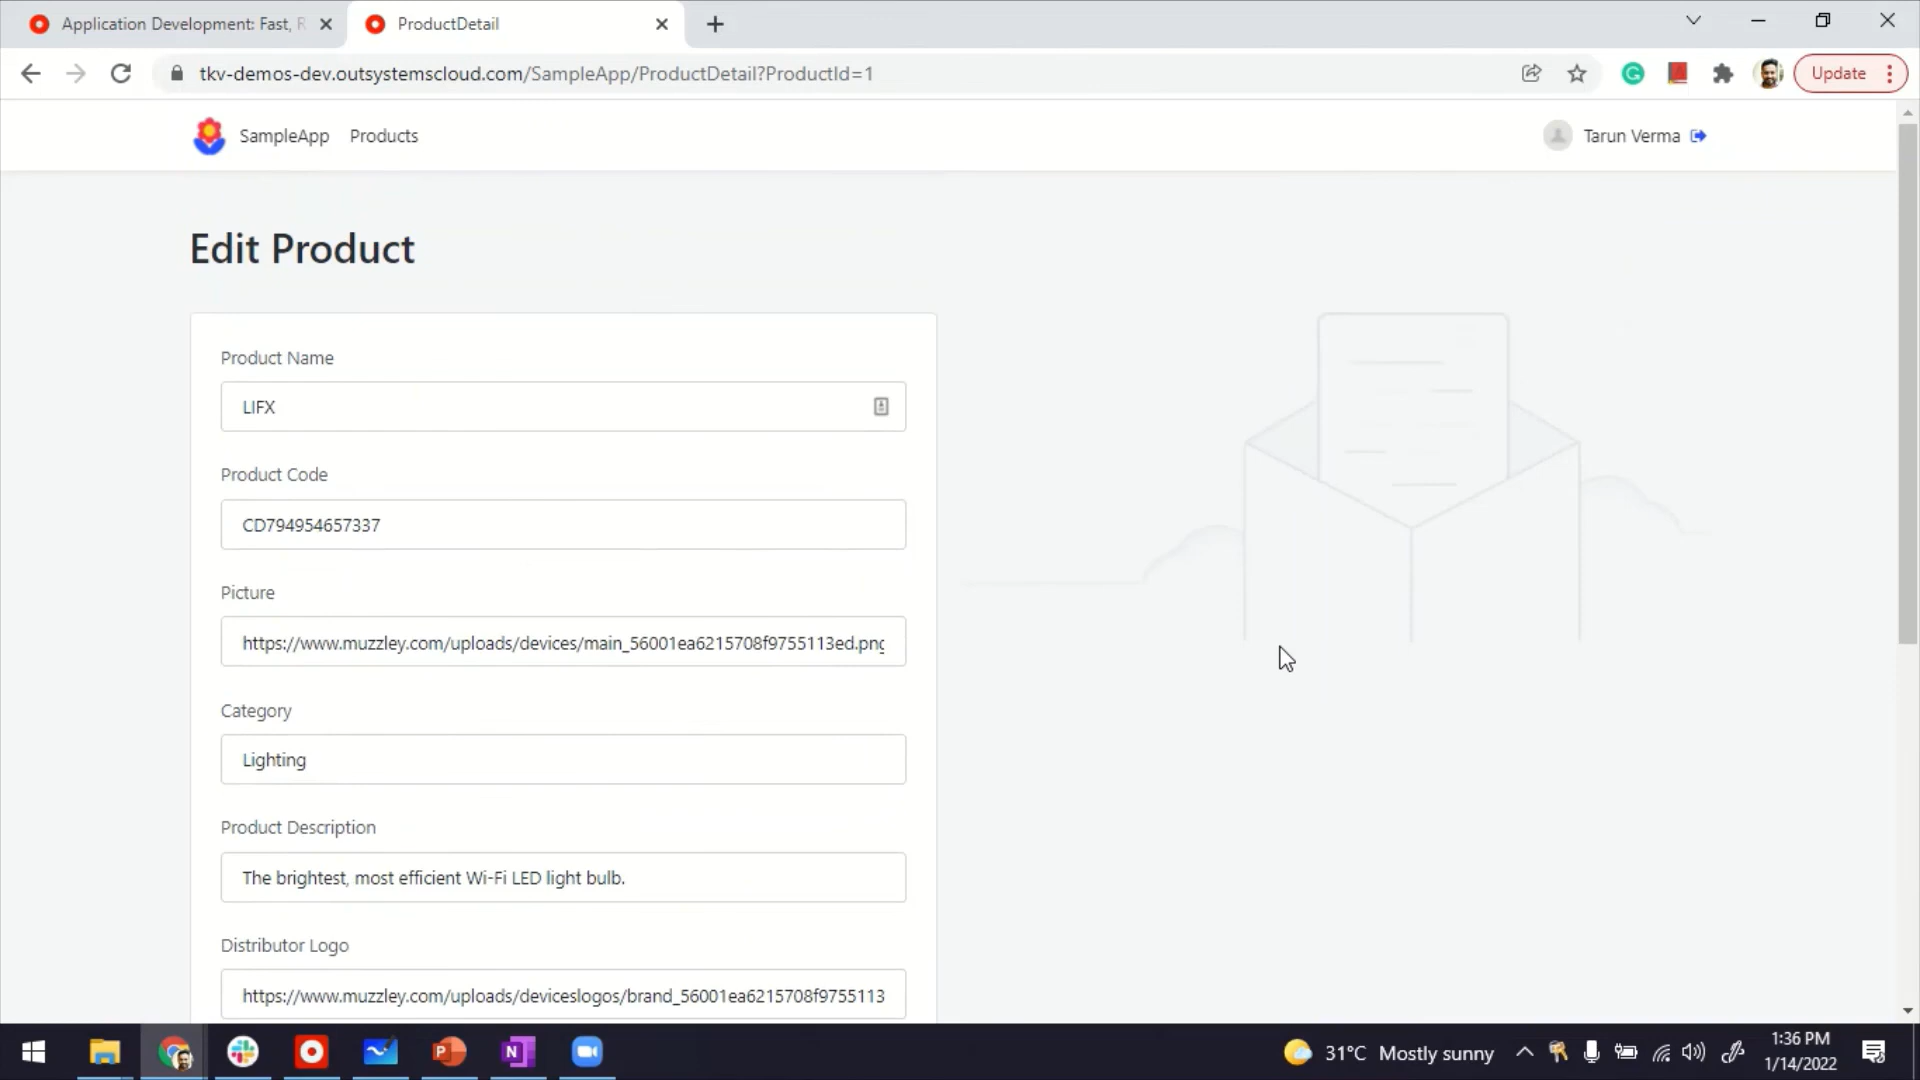 Application Development: Fast, R
ProductDetail
tkv-demos-dev.outsystemscloud.com/SampleApp/ProductDetail?ProductId=1
Update
SampleApp
Products
Tarun Verma
Edit Product
Product Name
LIFX
Product Code
CD794954657337
Picture
https://www.muzzley.com/uploads/devices/main_56001ea6215708f9755113ed.png
Category
Lighting
Product Description
The brightest, most efficient Wi-Fi LED light bulb.
Distributor Logo
https://www.muzzley.com/uploads/deviceslogos/brand_56001ea6215708f9755113
31°C Mostly sunny
1:36 PM
1/14/2022